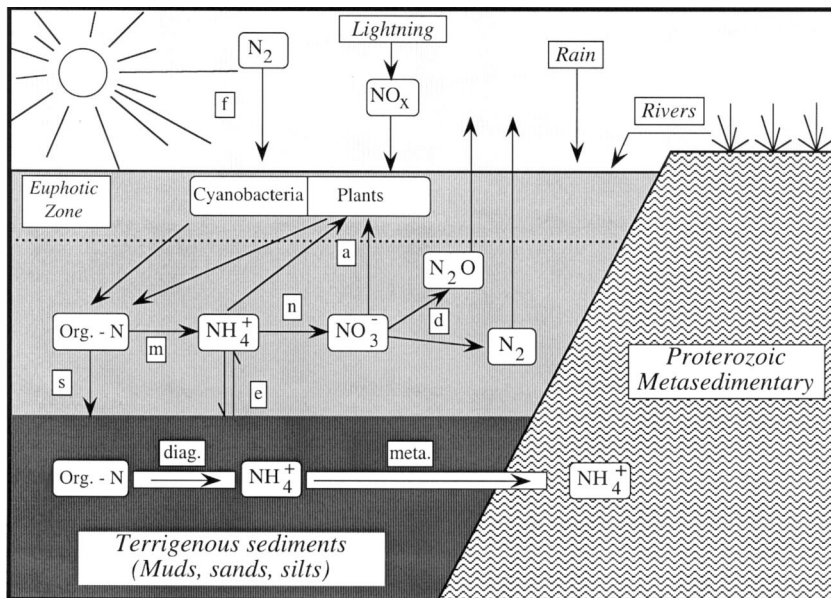 Lightning
N2
Rain
f
NOx
Rivers
Euphotic
Zone
Cyanobacteria Plants
a
N2O
Org. - N
m
NH4+
n
NO3-
d
N2
s
e
Proterozoic
Metasedimentary
diag.
meta.
Org. - N
NH4+
NH4+
Terrigenous sediments
(Muds, sands, silts)